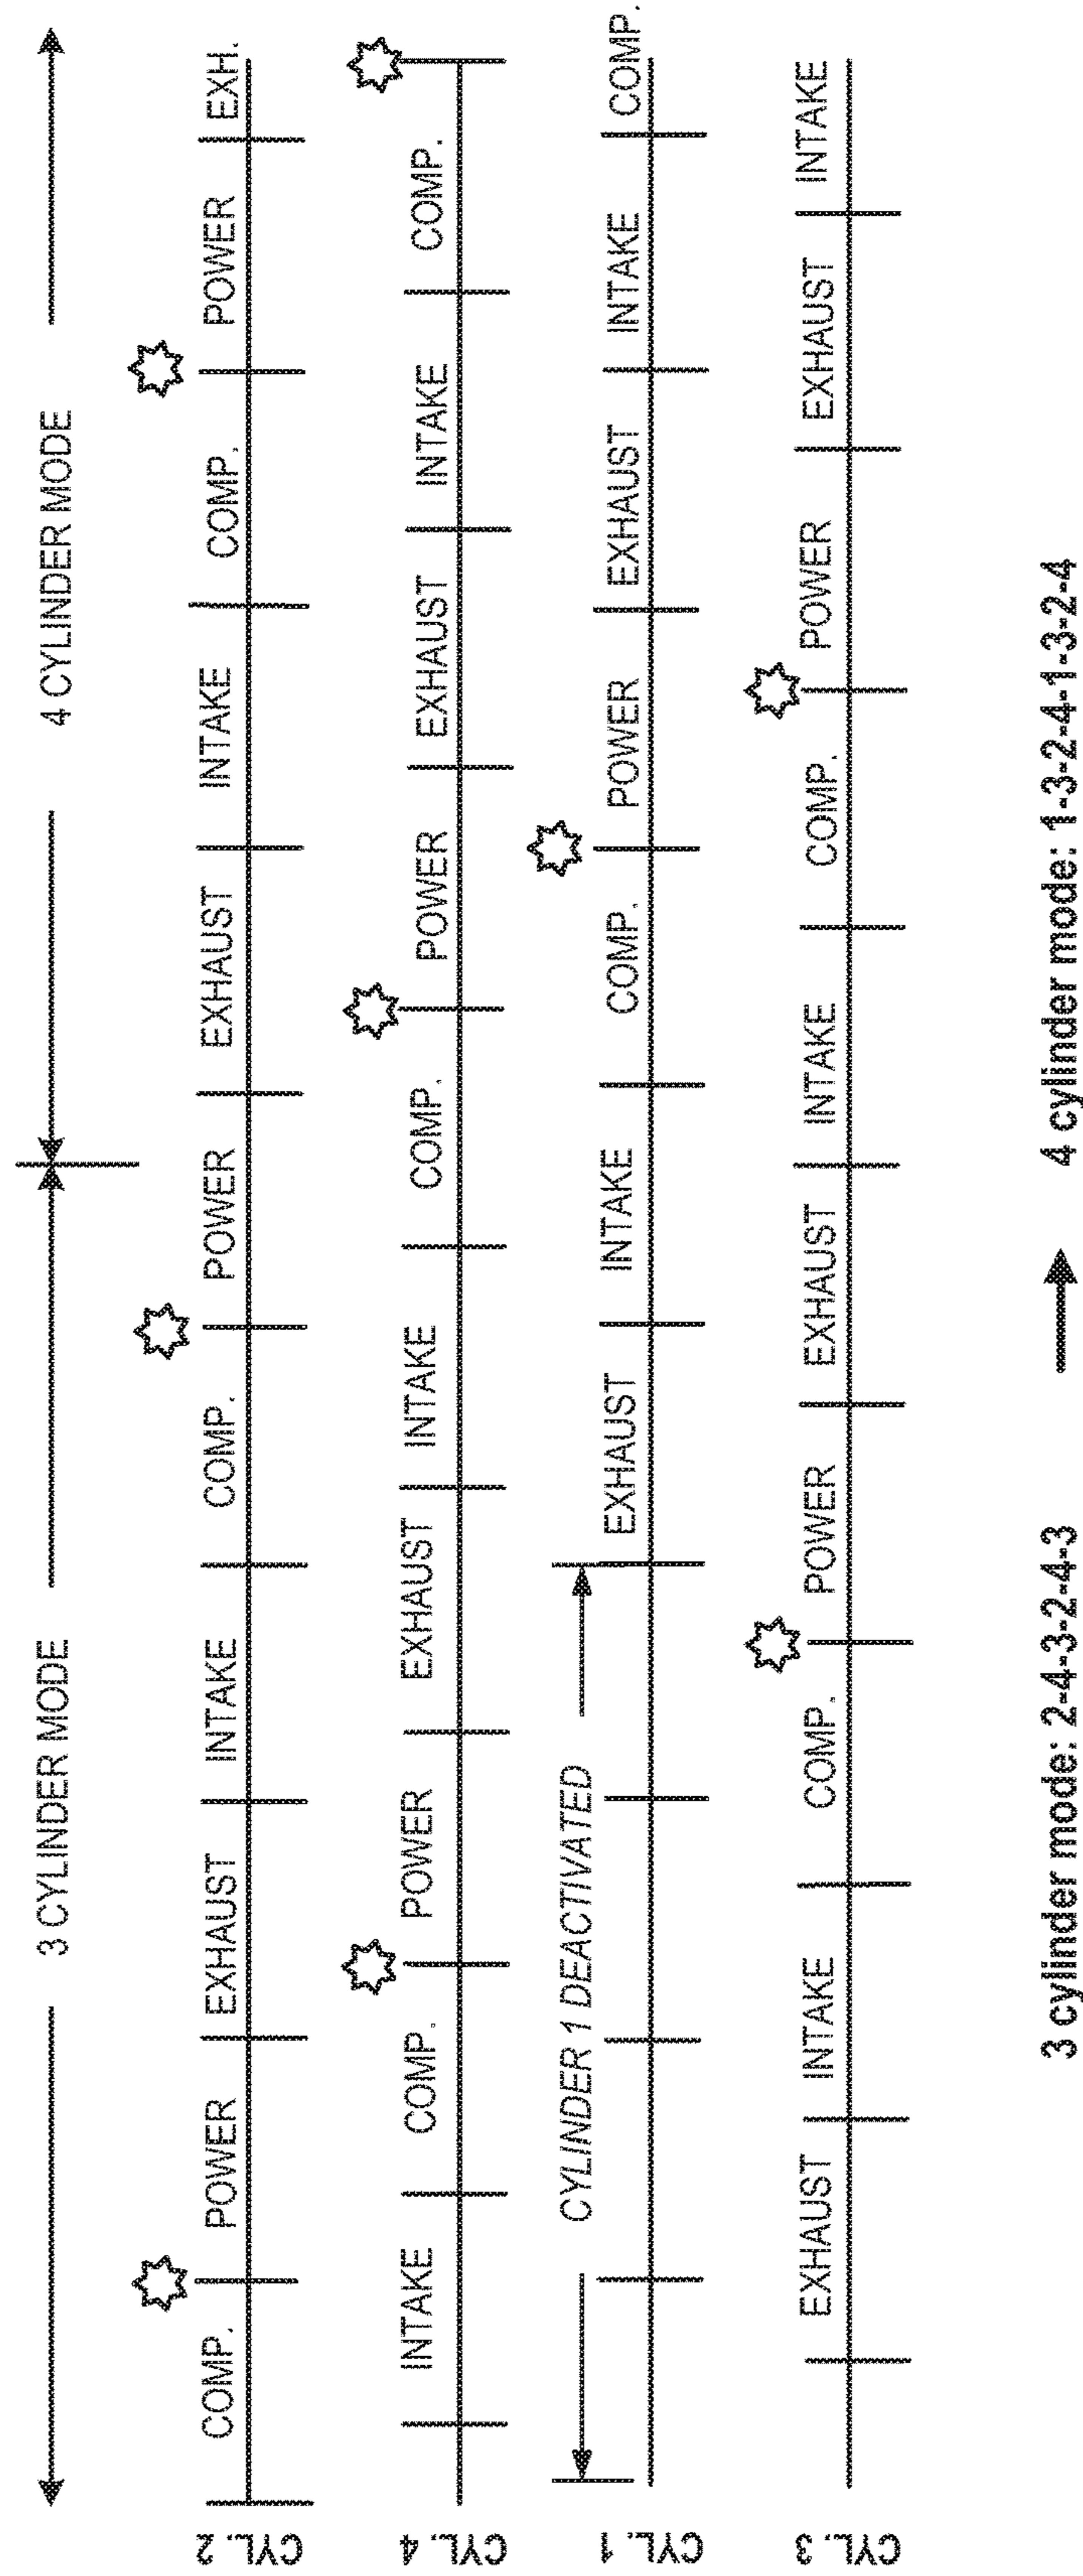 3 CYLINDER MODE 4 CYLINDER MODE
CYL. 2 COMP. POWER EXHAUST INTAKE COMP. POWER EXHAUST INTAKE COMP. POWER EXH.
CYL. 4 INTAKE COMP. POWER EXHAUST INTAKE COMP. POWER EXHAUST INTAKE COMP.
CYLINDER 1 DEACTIVATED
CYL. 1 EXHAUST INTAKE COMP. POWER EXHAUST INTAKE COMP.
CYL. 3 EXHAUST INTAKE COMP. POWER EXHAUST INTAKE COMP. POWER EXHAUST INTAKE
3 cylinder mode: 2-4-3-2-4-3 4 cylinder mode: 1-3-2-4-1-3-2-4